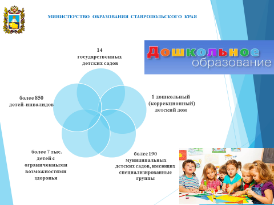 МИНИСТЕРСТВО ОБРАЗОВАНИЯ СТАВРОПОЛЬСКОГО КРАЯ
14
государственных
детских садов
Дошкольное
образование
более 850
детей-инвалидов
1 дошкольный
(коррекционный)
детский дом
более 7 тыс.
детей с
ограниченными
возможностями
здоровья
более 190
муниципальных
детских садов, имеющих
специализированные
группы